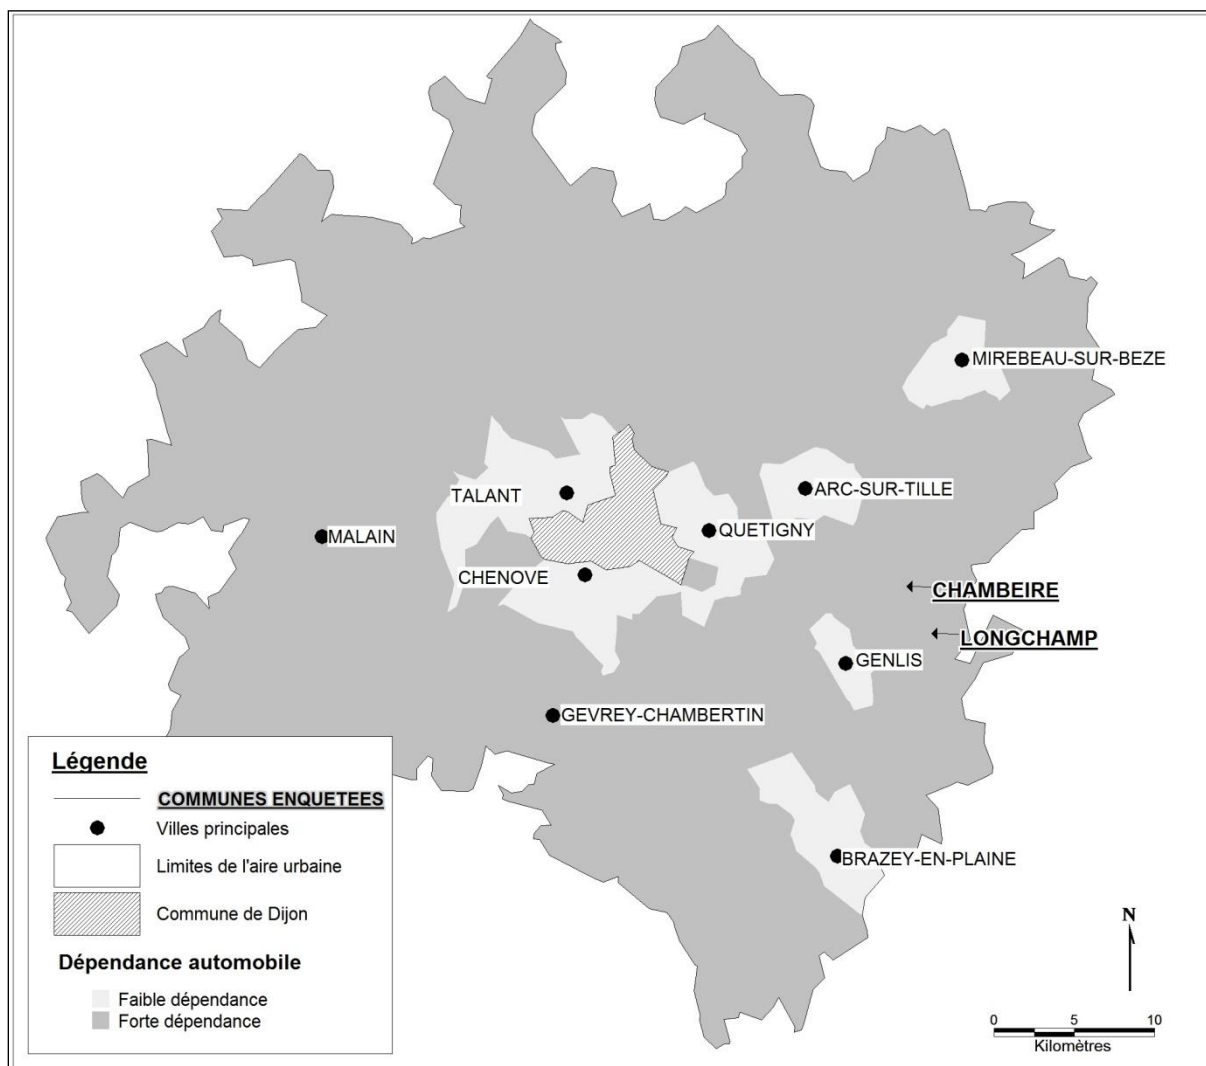 MIREBEAU-SUR-BEZE
TALANT
ARC-SUR-TILLE
MALAIN
QUETIGNY
CHENOVE
CHAMBEIRE
LONGCHAMP
GENLIS
GEVREY-CHAMBERTIN
BRAZEY-EN-PLAINE
Légende
COMMUNES ENQUETEES
Villes principales
Limites de l'aire urbaine
Commune de Dijon
Dépendance automobile
Faible dépendance
Forte dépendance
N
0 5 10
Kilomètres